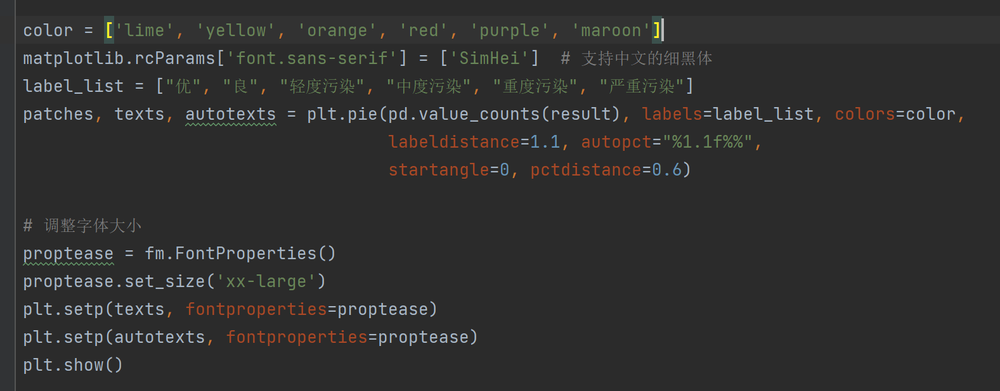 color = ['lime', 'yellow', 'orange', 'red', 'purple', 'maroon']
matplotlib.rcParams['font.sans-serif'] = ['SimHei']  # 支持中文的细黑体
label_list = ["优", "良", "轻度污染", "中度污染", "重度污染", "严重污染"]
patches, texts, autotexts = plt.pie(pd.value_counts(result), labels=label_list, colors=color,
labeldistance=1.1, autopct="%1.1f%%",
startangle=0, pctdistance=0.6)
# 调整字体大小
proptease = fm.FontProperties()
proptease.set_size('xx-large')
plt.setp(texts, fontproperties=proptease)
plt.setp(autotexts, fontproperties=proptease)
plt.show()